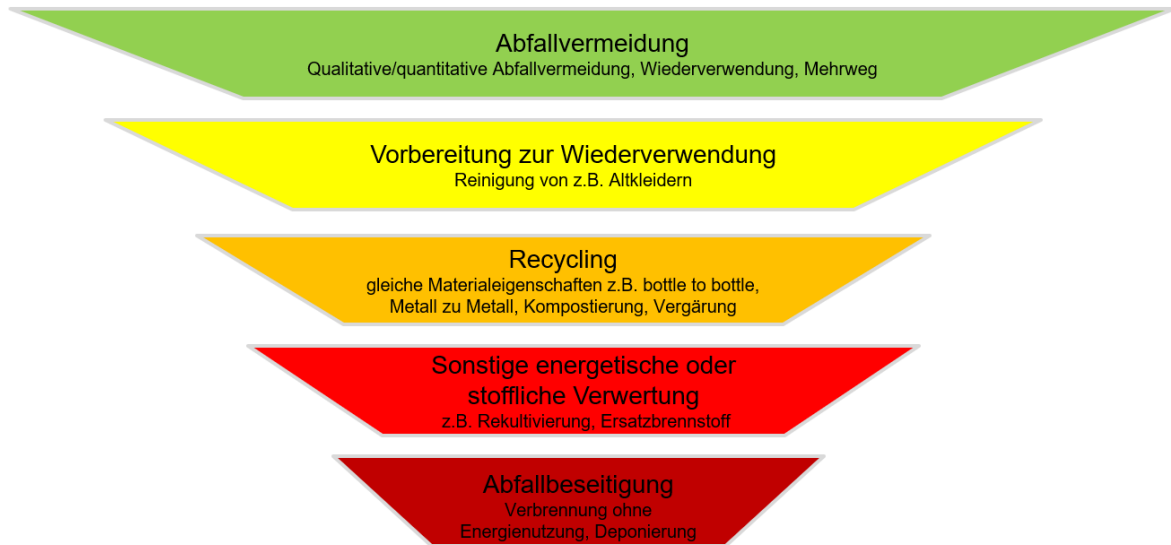 Abfallvermeidung
Qualitative/quantitative Abfallvermeidung, Wiederverwendung, Mehrweg
Vorbereitung zur Wiederverwendung
Reinigung von z.B. Altkleidern
Recycling
gleiche Materialeigenschaften z.B. bottle to bottle,
Metall zu Metall, Kompostierung, Vergärung
Sonstige energetische oder
stoffliche Verwertung
z.B. Rekultivierung, Ersatzbrennstoff
Abfallbeseitigung
Verbrennung ohne
Energienutzung, Deponierung